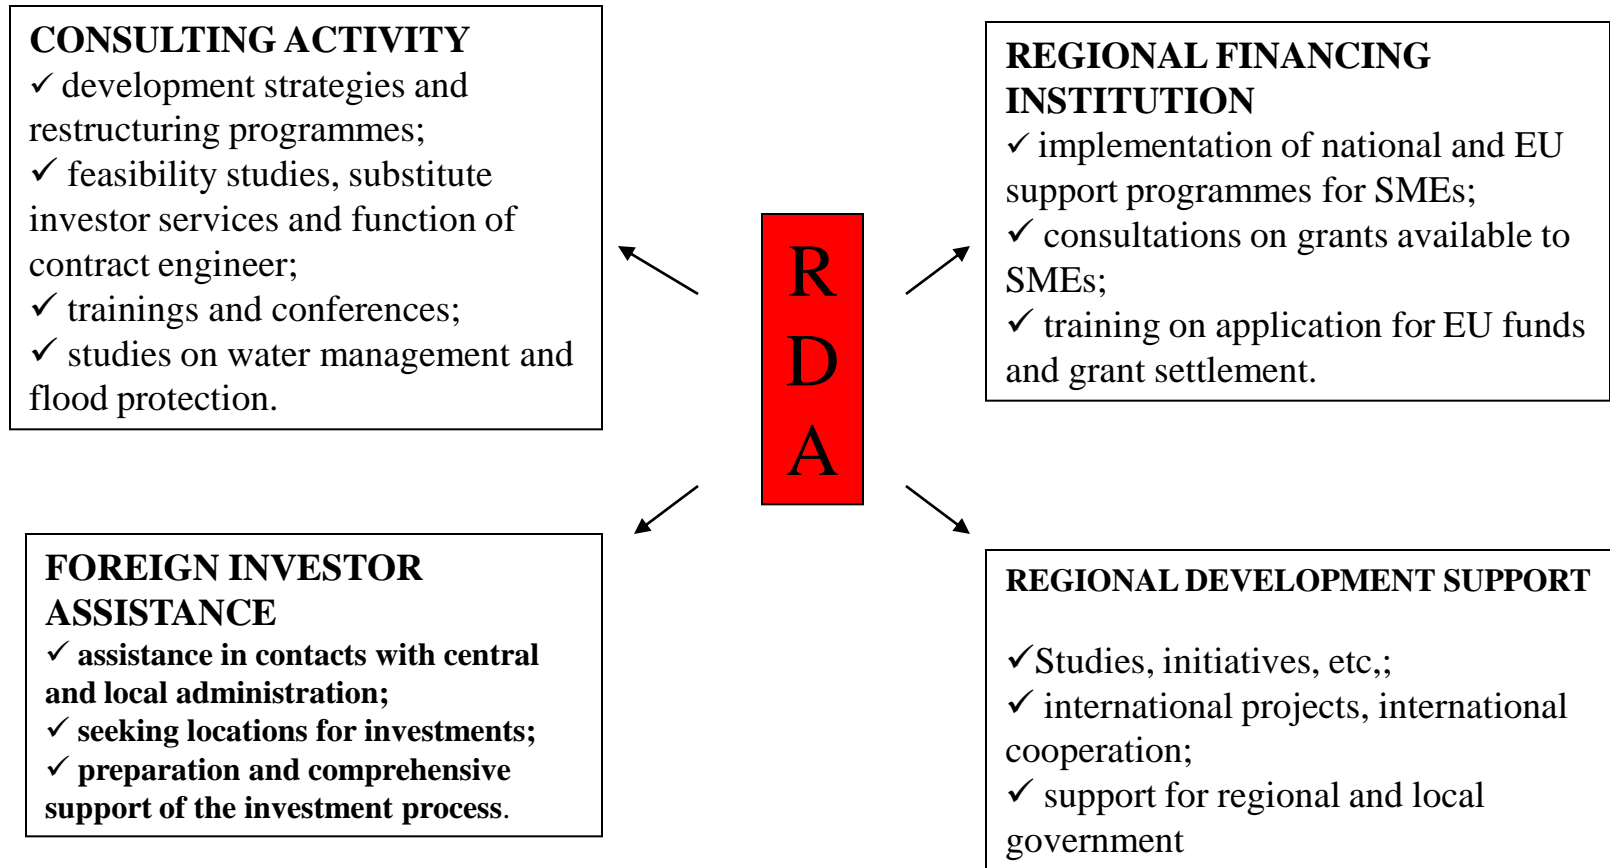 CONSULTING ACTIVITY
✓ development strategies and
restructuring programmes;
✓ feasibility studies, substitute
investor services and function of
contract engineer;
✓ trainings and conferences;
✓ studies on water management and
flood protection.
REGIONAL FINANCING
INSTITUTION
✓ implementation of national and EU
support programmes for SMEs;
✓ consultations on grants available to
SMEs;
✓ training on application for EU funds
and grant settlement.
R
D
A
FOREIGN INVESTOR
ASSISTANCE
✓ assistance in contacts with central
and local administration;
✓ seeking locations for investments;
✓ preparation and comprehensive
support of the investment process.
REGIONAL DEVELOPMENT SUPPORT
✓Studies, initiatives, etc,;
✓ international projects, international
cooperation;
✓ support for regional and local
government